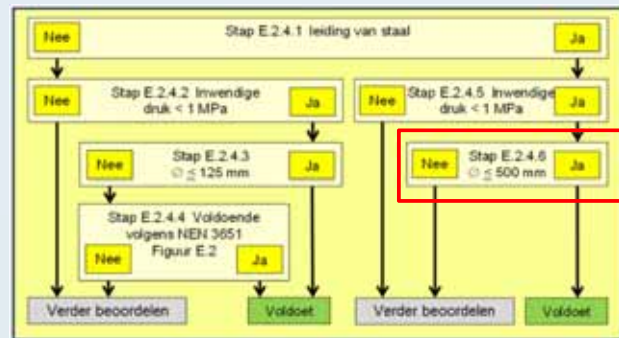 Nee
Stap E.2.4.1 leiding van staal
Ja
Nee
Stap E.2.4.2 Inwendige
druk < 1 MPa
Ja
Nee
Stap E.2.4.5 Inwendige
druk < 1 MPa
Ja
Nee
Stap E.2.4.3
∅ ≤ 125 mm
Ja
Nee
Stap E.2.4.6
∅ ≤ 500 mm
Ja
Stap E.2.4.4 Voldoende
volgens NEN 3651
Figuur E.2
Nee
Ja
Verder beoordelen
Voldoet
Verder beoordelen
Voldoet